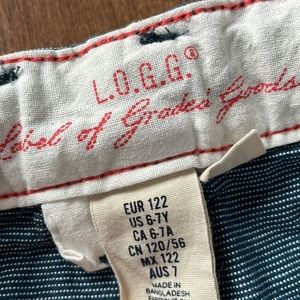 L.O.G.G.®
Label of Graded Goods
EUR 122
US 6-7Y
CA 6-7A
CN 120/56
MX 122
AUS 7
MADE IN
BANGLADESH